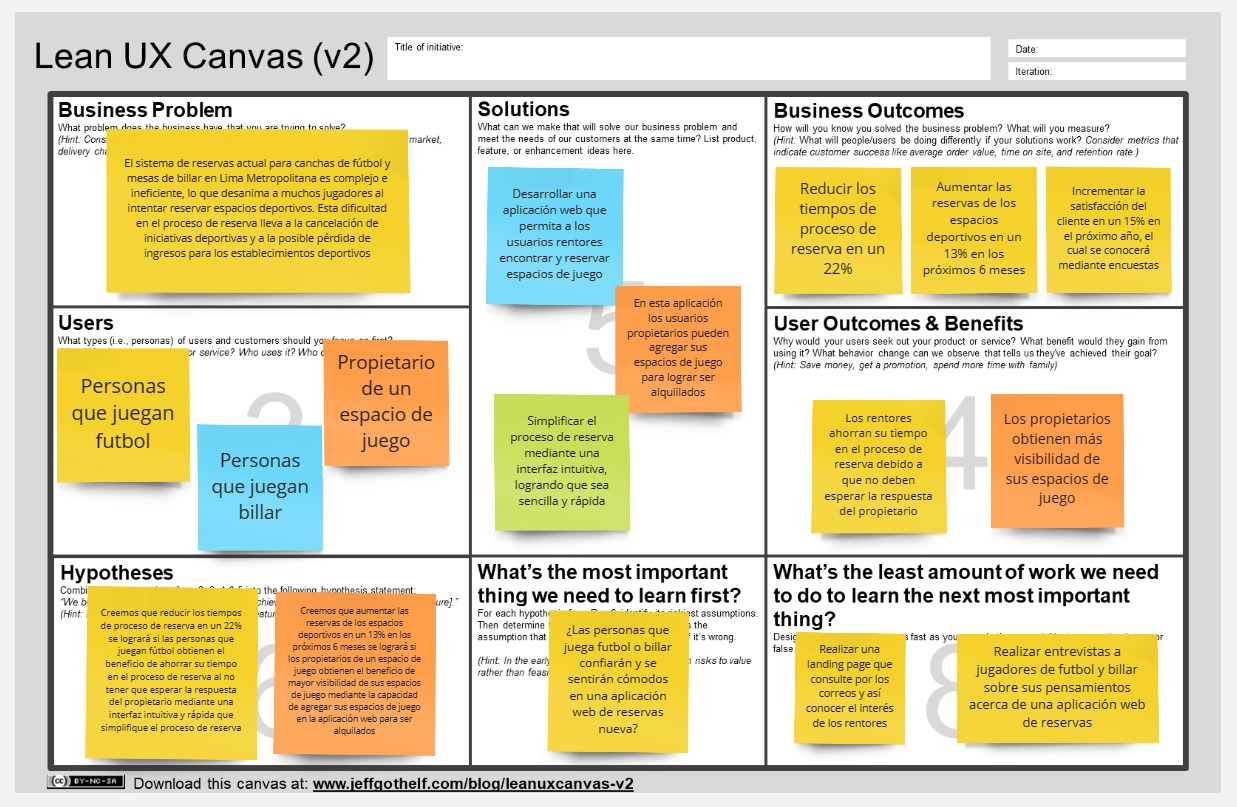 Lean UX Canvas (v2)
Title of initiative:
Date:
Iteration:
Business Problem
What problem does the business have that you are trying to solve?
(Hint: market,
delivery
El sistema de reservas actual para canchas de fútbol y
mesas de billar en Lima Metropolitana es complejo e
ineficiente, lo que desanima a muchos jugadores al
intentar reservar espacios deportivos. Esta dificultad
en el proceso de reserva lleva a la cancelación de
iniciativas deportivas y a la posible pérdida de
ingresos para los establecimientos deportivos
Solutions
What can we make that will solve our business problem and
meet the needs of our customers at the same time? List product,
feature, or enhancement ideas here.
Desarrollar una
aplicación web que
permita a los
usuarios rentores
encontrar y reservar
espacios de juego
5
En esta aplicación
los usuarios
propietarios pueden
agregar sus
espacios de juego
para lograr ser
alquiilados
Simplificar el
proceso de reserva
mediante una
interfaz intuitiva,
logrando que sea
sencilla y rápida
Business Outcomes
How will you know you solved the business problem? What will you measure?
(Hint: What will people/users be doing differently if your solutions work? Consider metrics that
indicate customer success like average order value, time on site, and retention rate.)
Reducir los
tiempos de
proceso de
reserva en un
22%
Aumentar las
reservas de los
espacios
deportivos en un
13% en los
próximos 6 meses
Incrementar la
satisfacción del
cliente en un 15% en
el próximo año, el
cual se conocerá
mediante encuestas
Users
What types (i.e., personas) of users and customers should you focus on first?
or service? Who uses it? Who
Personas
que juegan
futbol
Personas
que juegan
billar
Propietario
de un
espacio de
juego
User Outcomes & Benefits
Why would your users seek out your product or service? What benefit would they gain from
using it? What behavior change can we observe that tells us they've achieved their goal?
(Hint: Save money, get a promotion, spend more time with family)
4
Los rentores
ahorran su tiempo
en el proceso de
reserva debido a
que no deben
esperar la respuesta
del propietario
Los propietarios
obtienen más
visibilidad de
sus espacios de
juego
Hypotheses
into the following hypothesis statement:
"We
(Hint:
Creemos que reducir los tiempos
de proceso de reserva en un 22%
se logrará si las personas que
juegan fútbol obtienen el
beneficio de ahorrar su tiempo
en el proceso de reserva al no
tener que esperar la respuesta
del propietario mediante una
interfaz intuitiva y rápida que
simplifique el proceso de reserva
Creemos que aumentar las
reservas de los espacios
deportivos en un 13% en los
próximos 6 meses se logrará si
los propietarios de un espacio de
juego obtienen el beneficio de
mayor visibilidad de sus espacios
de juego mediante la capacidad
de agregar sus espacios de juego
en la aplicación web para ser
alquilados
What's the most important
thing we need to learn first?
For each riskiest assumptions.
Then determine the
assumption that if it's wrong.
(Hint: In the early risks to value
rather than
¿Las personas que
juega futbol o billar
confiarán y se
sentirán cómodos
en una aplicación
web de reservas
nueva?
What's the least amount of work we need
to do to learn the next most important
thing?
fast as you or
false.
8
Realizar una
landing page que
consulte por los
correos y así
conocer el interés
de los rentores
Realizar entrevistas a
jugadores de futbol y billar
sobre sus pensamientos
acerca de una aplicación web
de reservas
(cc) BY-NC-SA
Download this canvas at: www.jeffgothelf.com/blog/leanuxcanvas-v2